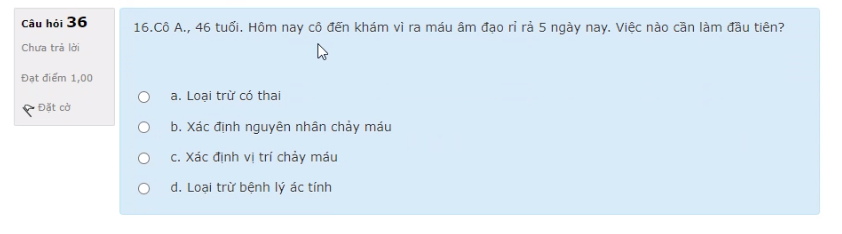 Câu hỏi 36
Chưa trả lời
Đạt điểm 1,00
Đặt cờ
16.Cô A., 46 tuổi. Hôm nay cô đến khám vì ra máu âm đạo rỉ rả 5 ngày nay. Việc nào cần làm đầu tiên?
a. Loại trừ có thai
b. Xác định nguyên nhân chảy máu
c. Xác định vị trí chảy máu
d. Loại trừ bệnh lý ác tính